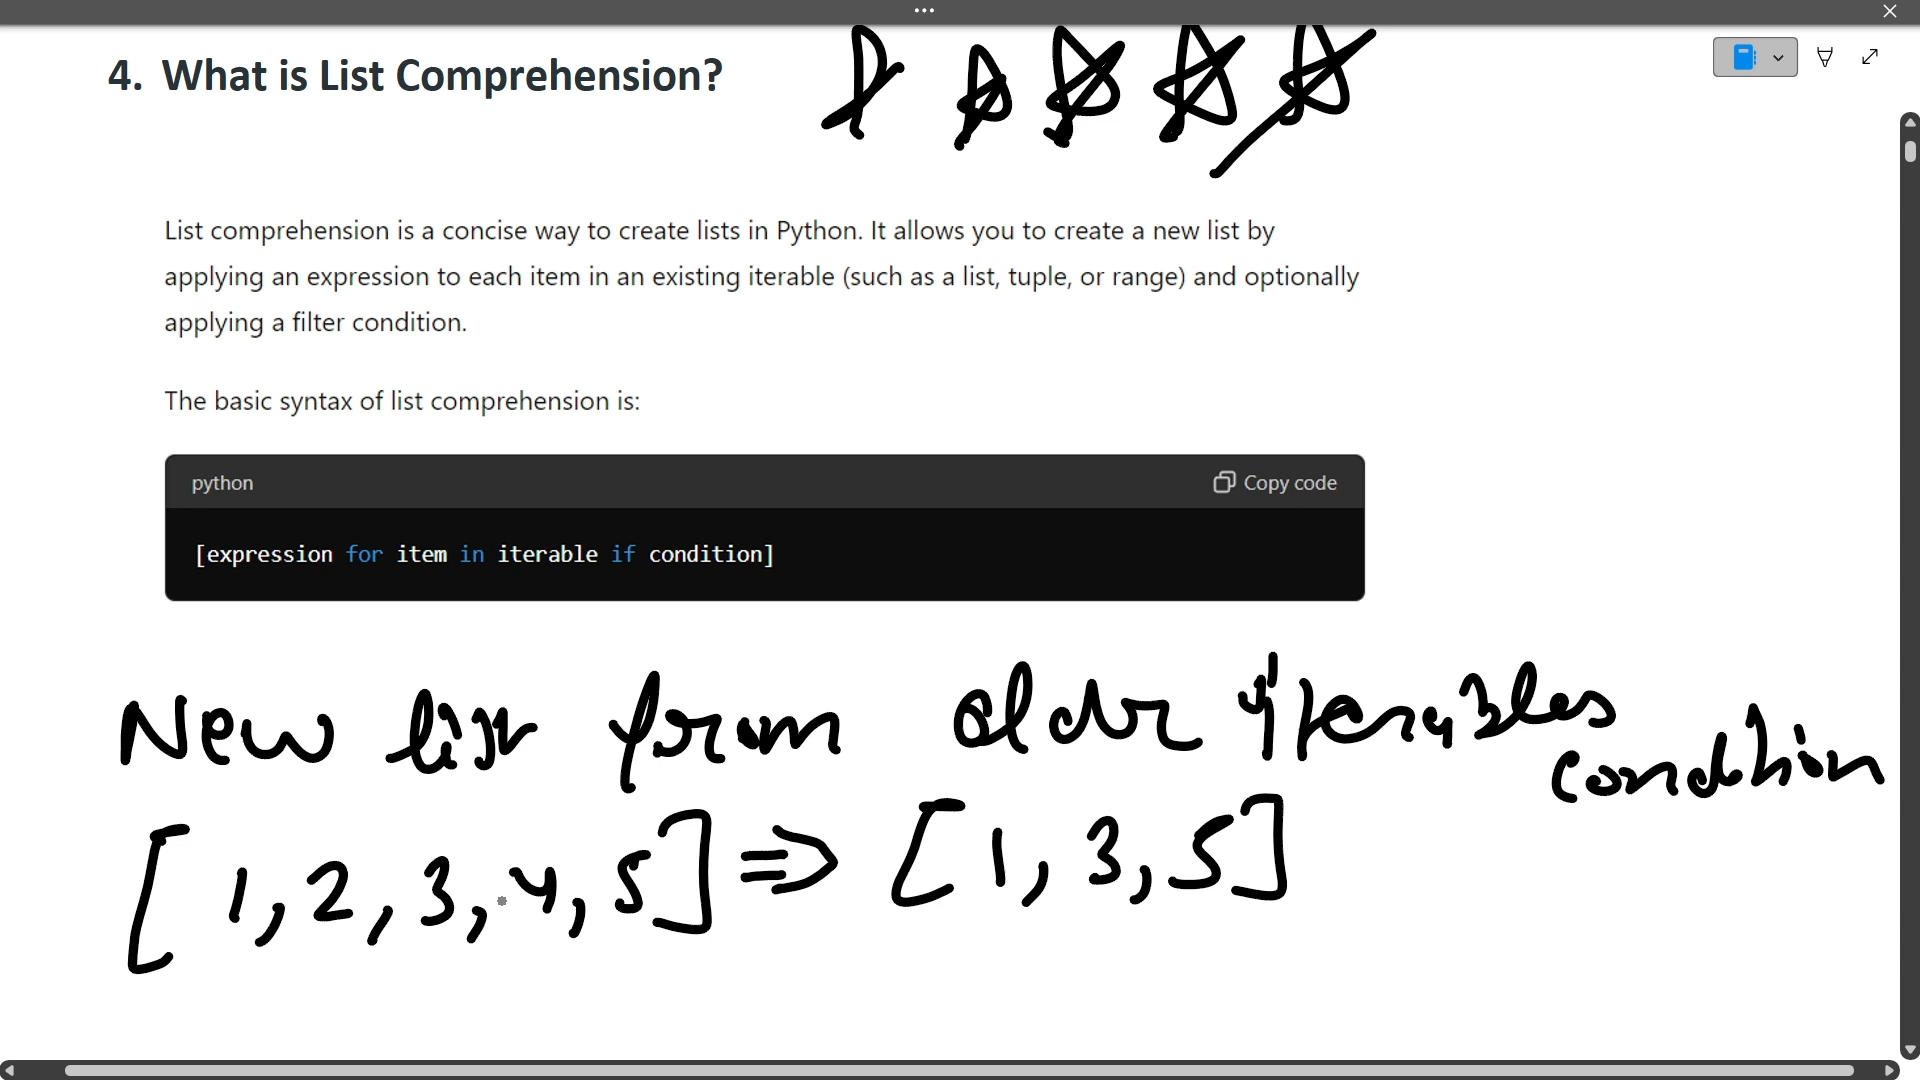 4. What is List Comprehension?
List comprehension is a concise way to create lists in Python. It allows you to create a new list by
applying an expression to each item in an existing iterable (such as a list, tuple, or range) and optionally
applying a filter condition.
The basic syntax of list comprehension is:
python
Copy code
[expression for item in iterable if condition]
New list from older iterables
condition
[1,2,3,4,5] => [1,3,5]